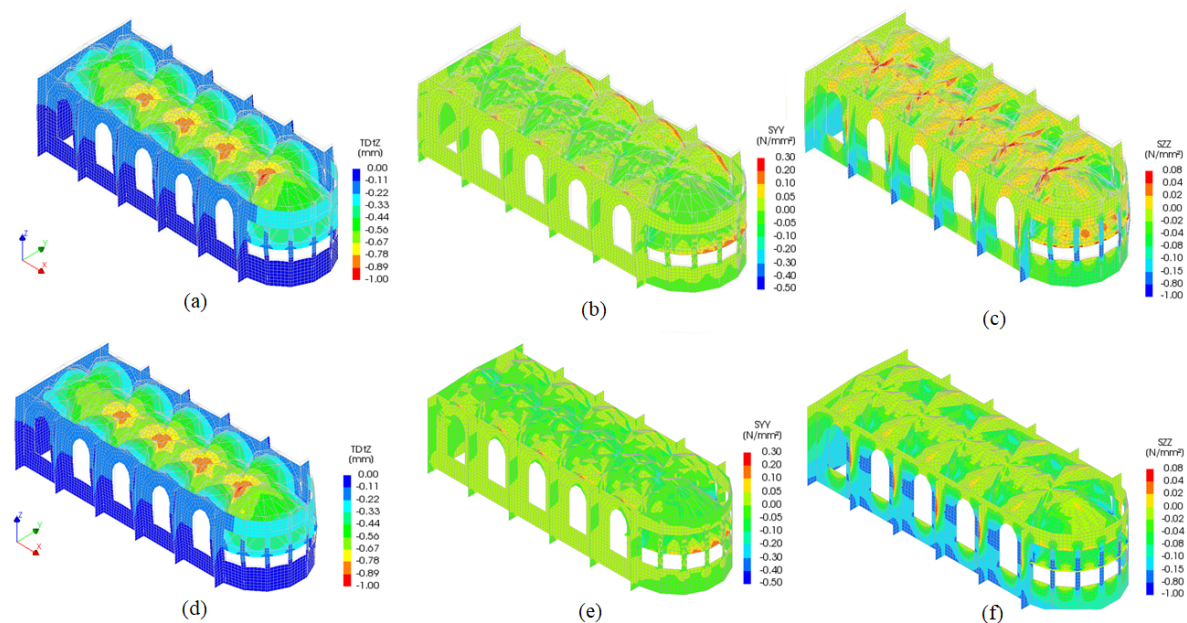 TDtZ
(mm)
0.00
-0.11
-0.22
-0.33
-0.44
-0.56
-0.67
-0.78
-0.89
-1.00
Z
Y
X
(a)
SYY
(N/mm²)
0.30
0.20
0.10
0.05
0.00
-0.05
-0.10
-0.20
-0.30
-0.40
-0.50
(b)
SZZ
(N/mm²)
0.08
0.04
0.02
0.00
-0.02
-0.04
-0.08
-0.10
-0.15
-0.80
-1.00
(c)
TDtZ
(mm)
0.00
-0.11
-0.22
-0.33
-0.44
-0.56
-0.67
-0.78
-0.89
-1.00
Z
Y
X
(d)
SYY
(N/mm²)
0.30
0.20
0.10
0.05
0.00
-0.05
-0.10
-0.20
-0.30
-0.40
-0.50
(e)
SZZ
(N/mm²)
0.08
0.04
0.02
0.00
-0.02
-0.04
-0.08
-0.10
-0.15
-0.80
-1.00
(f)